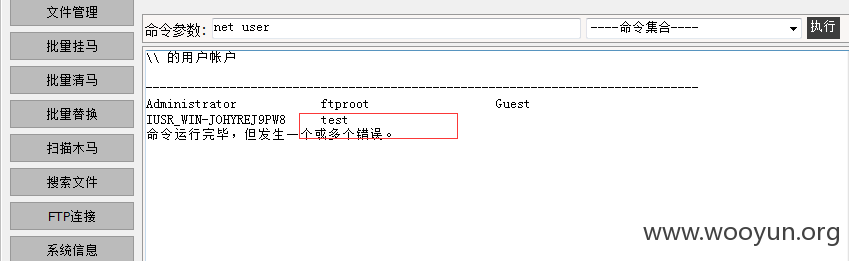 文件管理
批量挂马
批量清马
批量替换
扫描木马
搜索文件
FTP连接
系统信息
命令参数: net user ----命令集合---- 执行
\\ 的用户帐户
-------------------------------------------------------------------------------
Administrator ftproot Guest
IUSR_WIN-JOHYREJ9PW8 test
命令运行完毕，但发生一个或多个错误。
www.wooyun.org